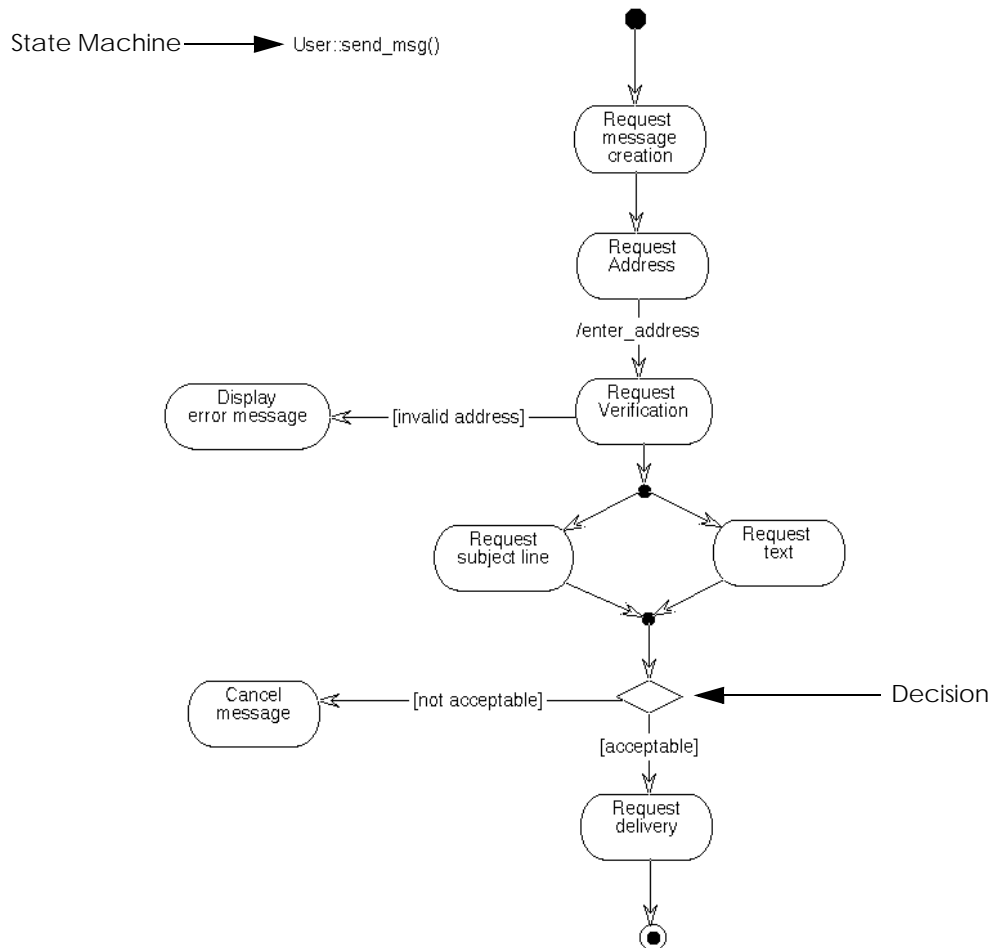 State Machine
User::send_msg()
Request
message
creation
Request
Address
/enter_address
Request
Verification
[invalid address]
Display
error message
Request
subject line
Request
text
Decision
[not acceptable]
Cancel
message
[acceptable]
Request
delivery